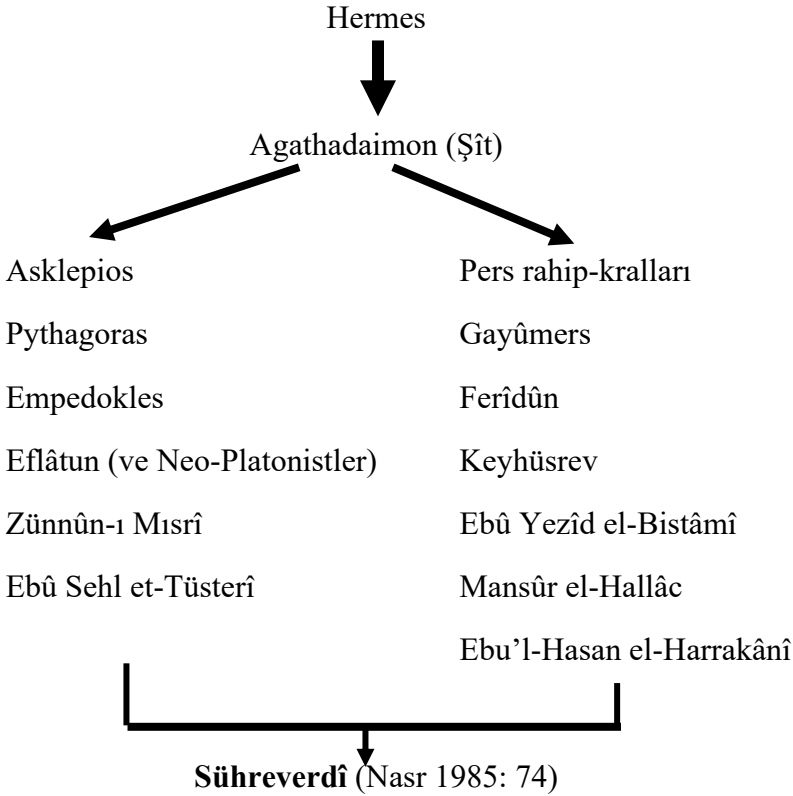 Hermes
Agathadaimon (Şît)
Asklepios
Pythagoras
Empedokles
Eflâtun (ve Neo-Platonistler)
Zünnûn-ı Mısrî
Ebû Sehl et-Tüsterî
Pers rahip-kralları
Gayûmers
Ferîdûn
Keyhüsrev
Ebû Yezîd el-Bistâmî
Mansûr el-Hallâc
Ebu’l-Hasan el-Harrakânî
Sühreverdî (Nasr 1985: 74)